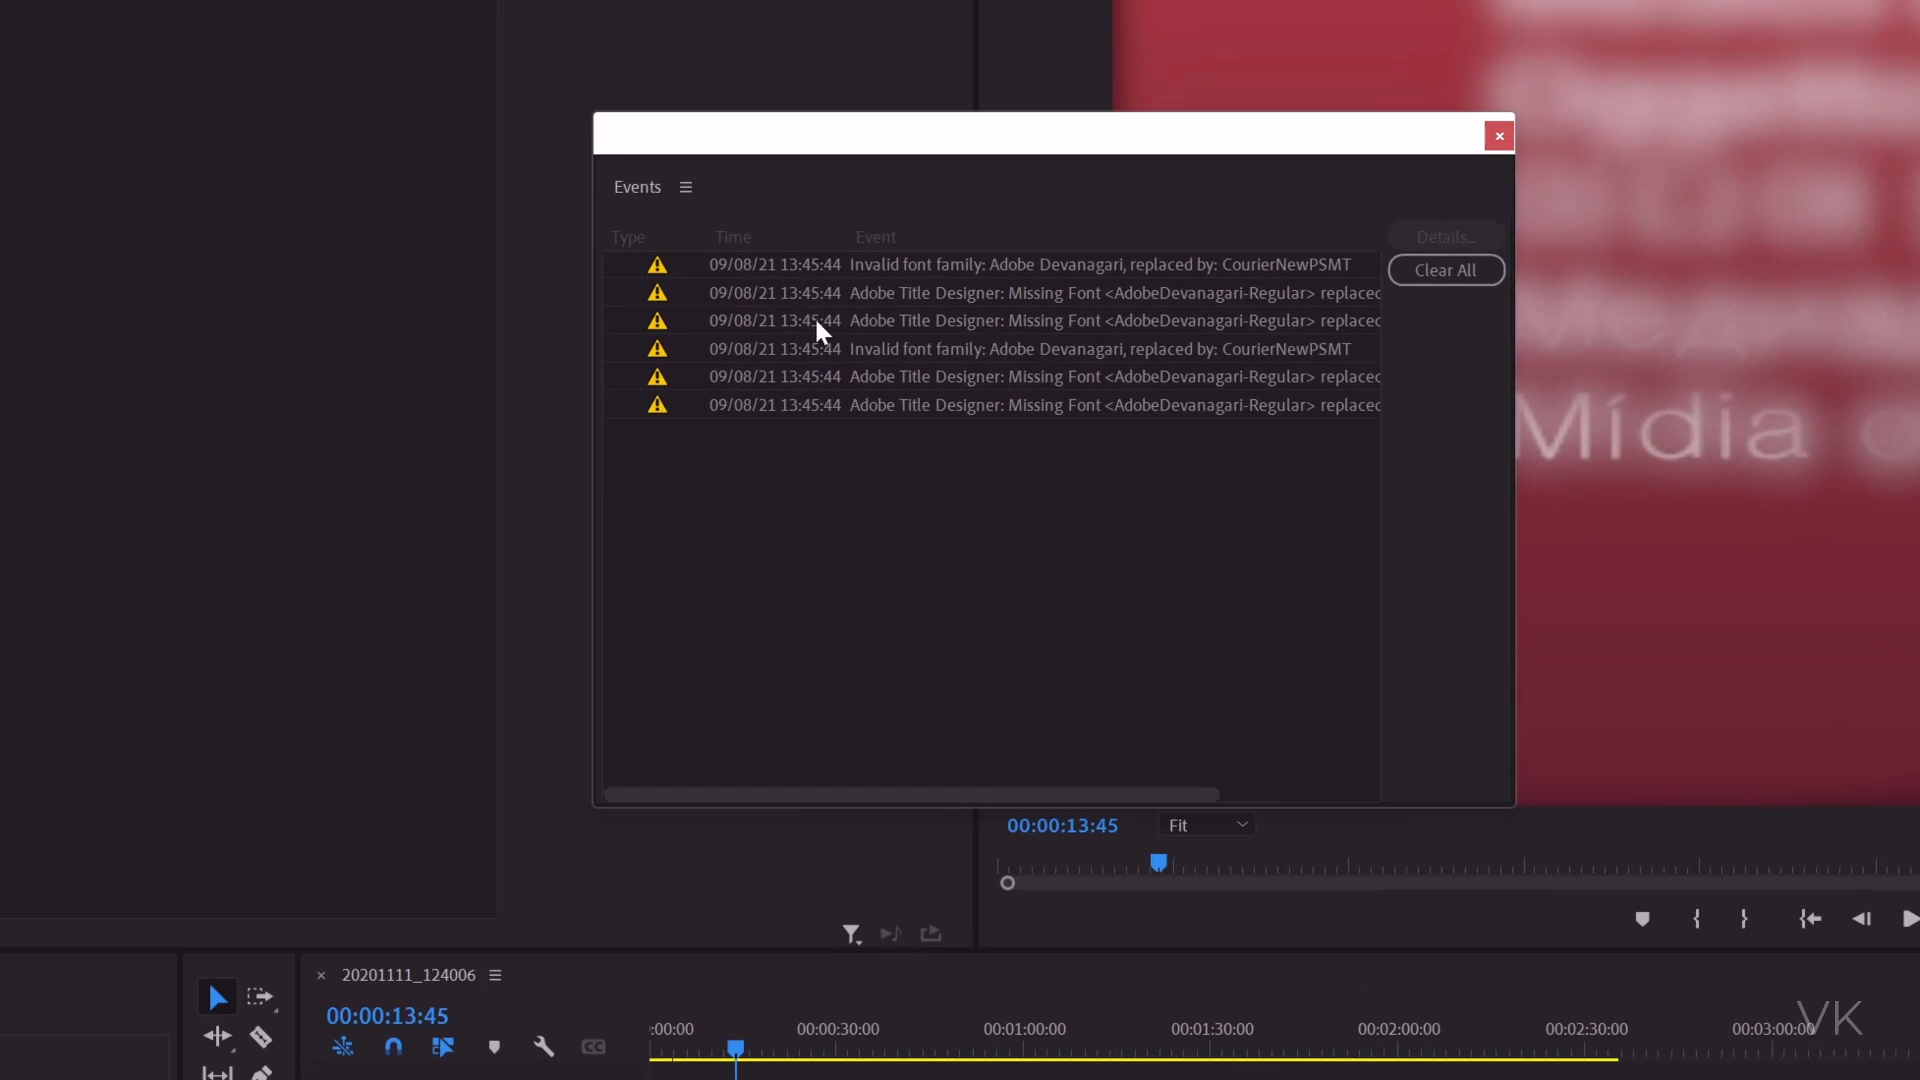 Events
Type Time Event Details...
09/08/21 13:45:44 Invalid font family: Adobe Devanagari, replaced by: CourierNewPSMT
Clear All
09/08/21 13:45:44 Adobe Title Designer: Missing Font <AdobeDevanagari-Regular> replaced
09/08/21 13:45:44 Adobe Title Designer: Missing Font <AdobeDevanagari-Regular> replaced
09/08/21 13:45:44 Invalid font family: Adobe Devanagari, replaced by: CourierNewPSMT
09/08/21 13:45:44 Adobe Title Designer: Missing Font <AdobeDevanagari-Regular> replaced
09/08/21 13:45:44 Adobe Title Designer: Missing Font <AdobeDevanagari-Regular> replaced
Mídia
00:00:13:45 Fit
20201111_124006
00:00:13:45
:00:00 00:00:30:00 00:01:00:00 00:01:30:00 00:02:00:00 00:02:30:00 00:03:00:00
VK